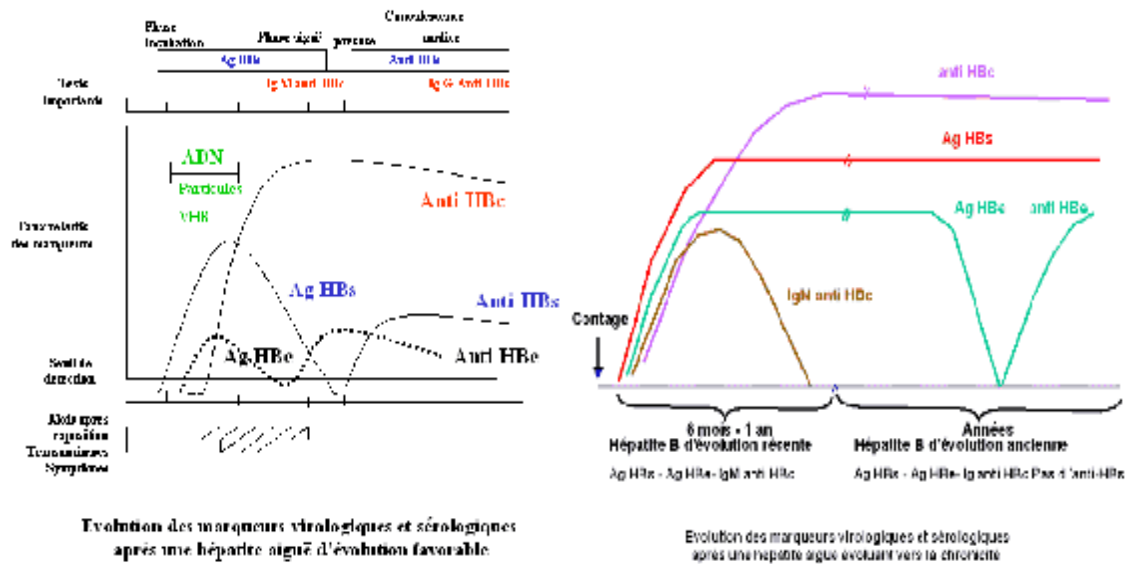 Phase
incubation
Phase aiguë
Convalescence
précoce
tardive
Ag HBs
Anti HBs
Tests
importants
IgM anti HBc
IgG Anti HBc
ADN
Particules
VHB
Taux relatifs
des marqueurs
Anti HBc
Ag HBs
Anti HBs
Ag HBe
Anti HBe
Seuil de
détection
Mois après
exposition
Transaminases
Symptômes
Evolution des marqueurs virologiques et sérologiques
après une hépatite aiguë d'évolution favorable
anti HBc
Ag HBs
Ag HBe
anti HBe
IgM anti HBc
Contage
6 mois - 1 an
Hépatite B d'évolution récente
Ag HBs - Ag HBe- IgM anti HBc
Années
Hépatite B d'évolution ancienne
Ag HBs - Ag HBe- Ig anti HBc Pas d'anti-HBs
Evolution des marqueurs virologiques et sérologiques
après une hépatite aigue évoluant vers la chronicité